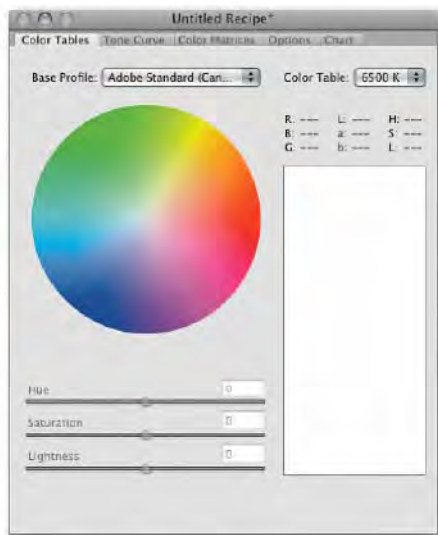 Untitled Recipe*
Color Tables Tone Curve Color Matrices Options Chart
Base Profile: Adobe Standard (Can... Color Table: 6500 K
R: --- L: --- H: ---
B: --- a: --- S: ---
G: --- b: --- L: ---
Hue 0
Saturation 0
Lightness 0